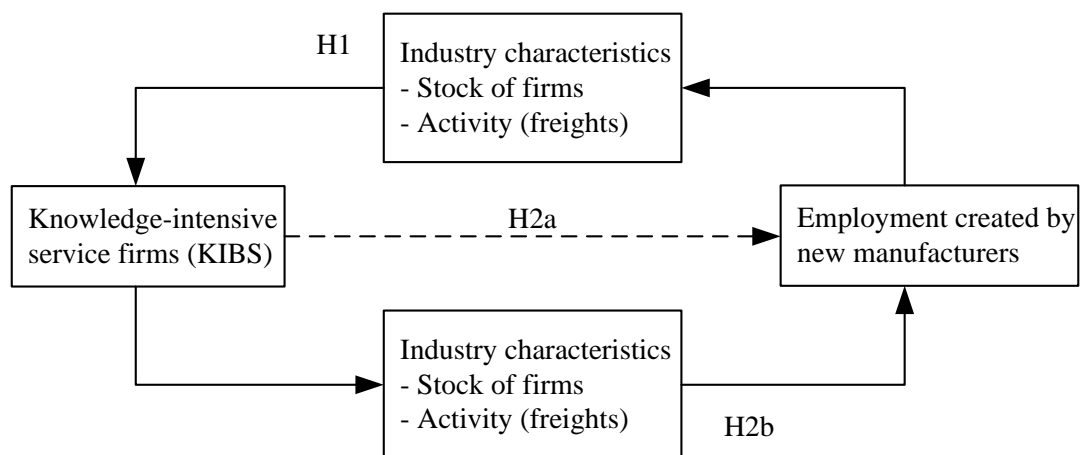 H1
Industry characteristics
- Stock of firms
- Activity (freights)
Knowledge-intensive
service firms (KIBS)
H2a
Employment created by
new manufacturers
Industry characteristics
- Stock of firms
- Activity (freights)
H2b